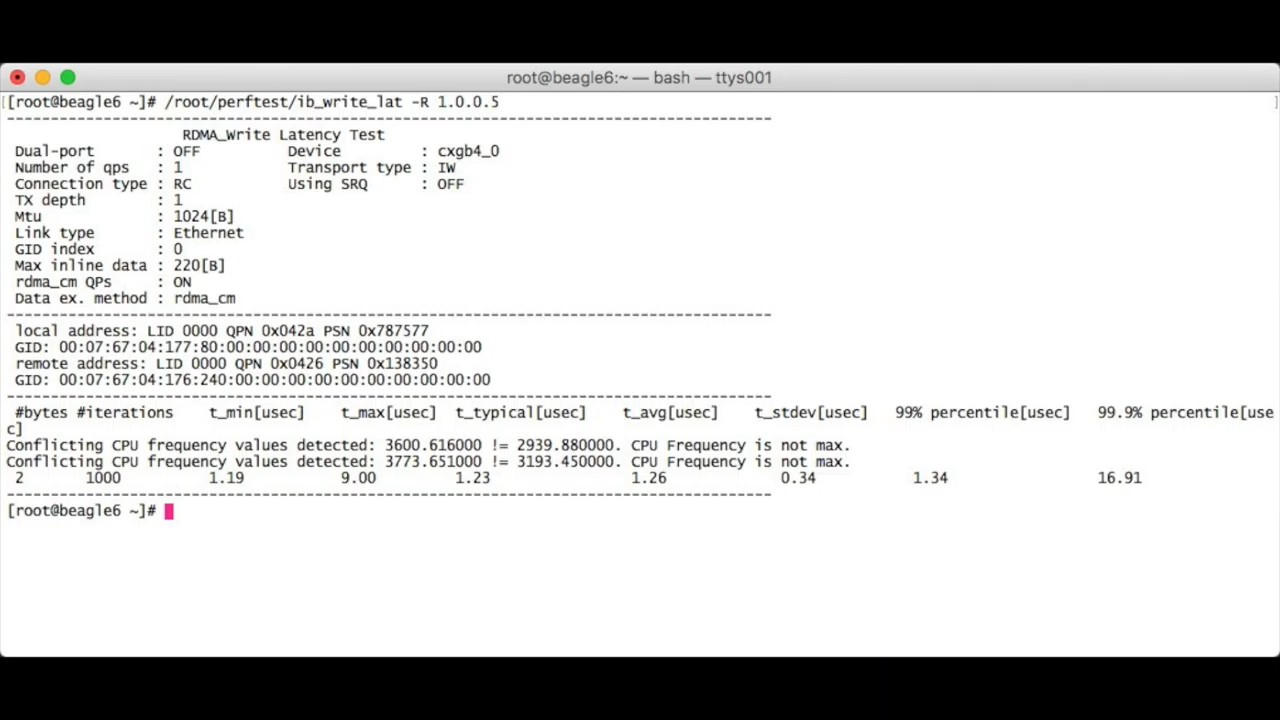 root@beagle6:~ — bash — ttys001
[[root@beagle6 ~]# /root/perftest/ib_write_lat -R 1.0.0.5 ]
---------------------------------------------------------------------------------------
RDMA_Write Latency Test
Dual-port : OFF Device : cxgb4_0
Number of qps : 1 Transport type : IW
Connection type : RC Using SRQ : OFF
TX depth : 1
Mtu : 1024[B]
Link type : Ethernet
GID index : 0
Max inline data : 220[B]
rdma_cm QPs : ON
Data ex. method : rdma_cm
---------------------------------------------------------------------------------------
local address: LID 0000 QPN 0x042a PSN 0x787577
GID: 00:07:67:04:177:80:00:00:00:00:00:00:00:00:00:00
remote address: LID 0000 QPN 0x0426 PSN 0x138350
GID: 00:07:67:04:176:240:00:00:00:00:00:00:00:00:00:00
---------------------------------------------------------------------------------------
#bytes #iterations t_min[usec] t_max[usec] t_typical[usec] t_avg[usec] t_stdev[usec] 99% percentile[usec] 99.9% percentile[use
c]
Conflicting CPU frequency values detected: 3600.616000 != 2939.880000. CPU Frequency is not max.
Conflicting CPU frequency values detected: 3773.651000 != 3193.450000. CPU Frequency is not max.
2 1000 1.19 9.00 1.23 1.26 0.34 1.34 16.91
---------------------------------------------------------------------------------------
[root@beagle6 ~]#